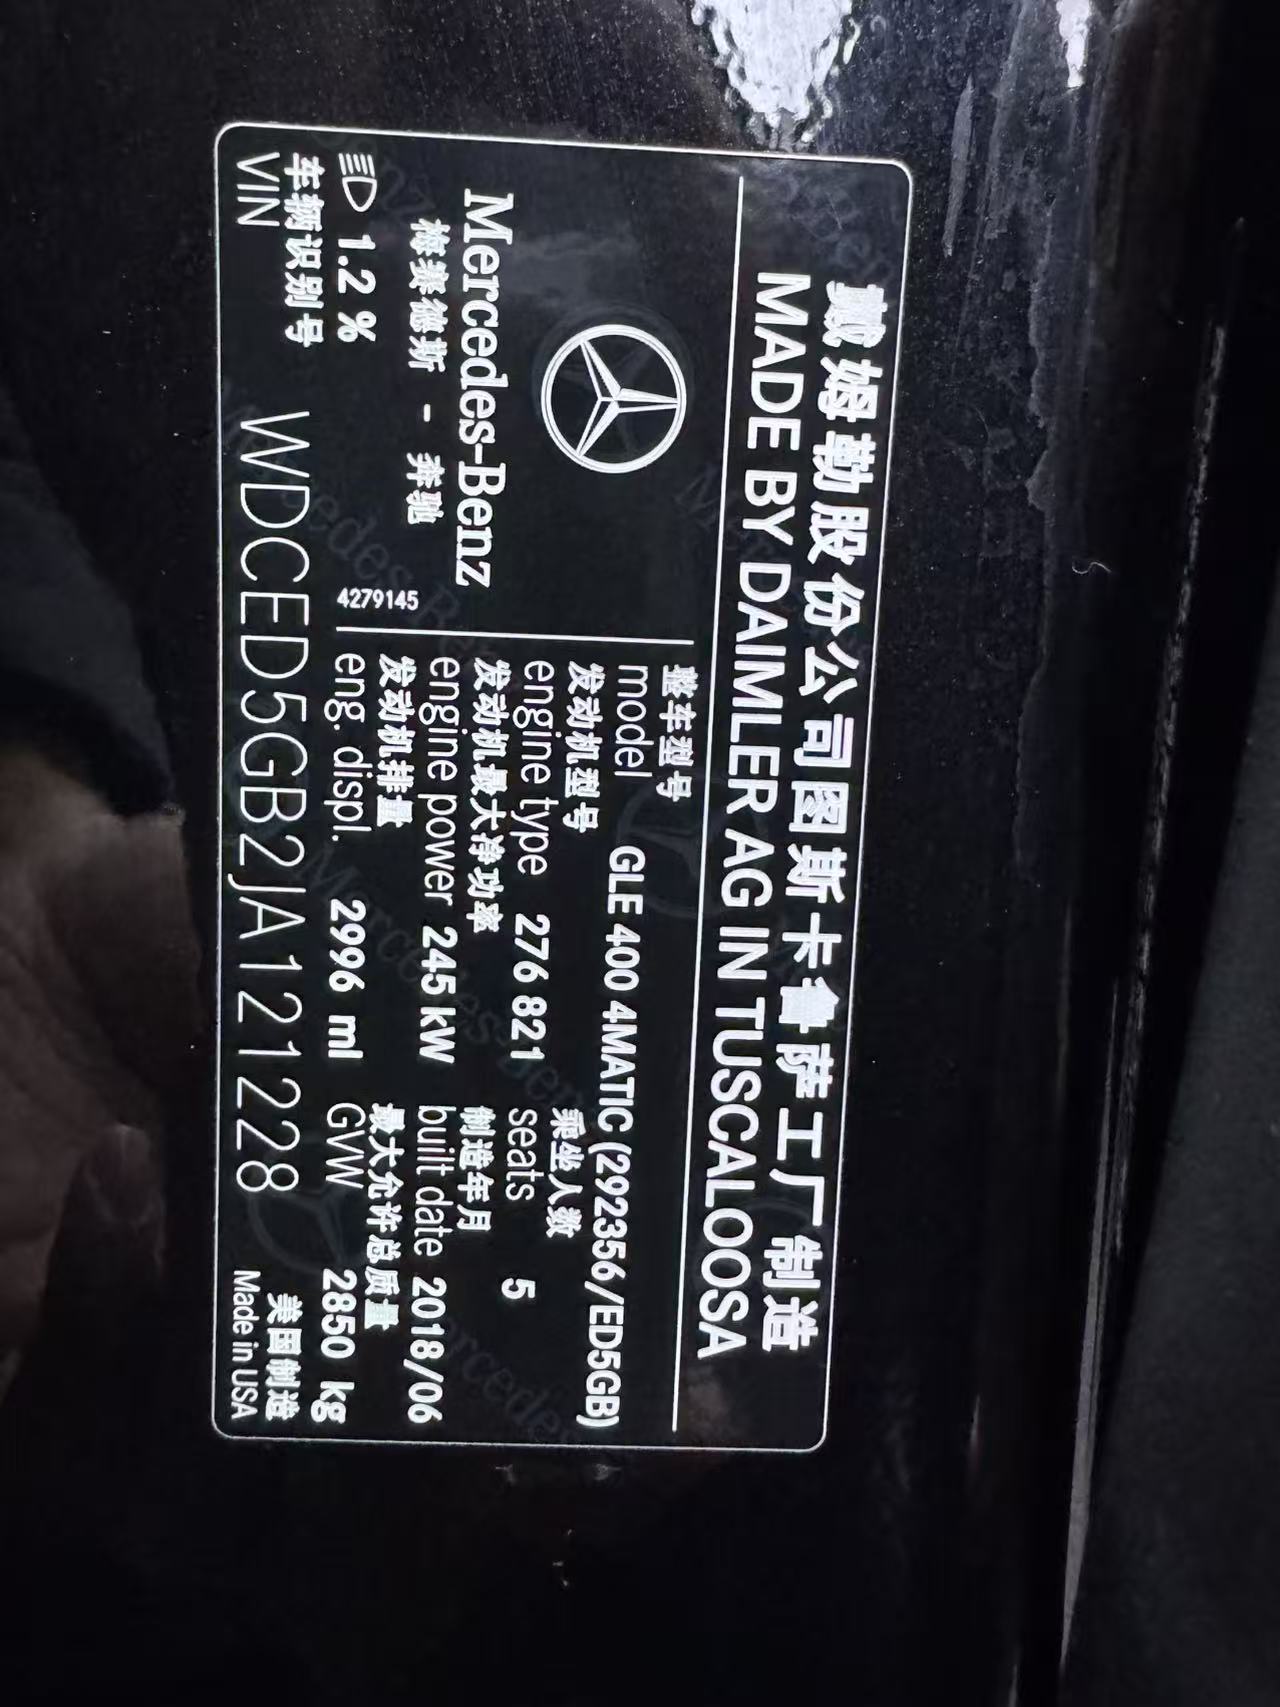 戴姆勒股份公司图斯卡鲁萨工厂制造
MADE BY DAIMLER AG IN TUSCALOOSA
Mercedes-Benz
梅赛德斯 - 奔驰
4279145
整车型号
model GLE 400 4MATIC (292356/ED5GB)
发动机型号 乘坐人数
engine type 276 821 seats 5
发动机最大净功率 制造年月
engine power 245 kW built date 2018/06
发动机排量 最大允许总质量
eng. displ. 2996 ml GVW 2850 kg
1.2 %
车辆识别号
VIN WDCED5GB2JA121228
美国制造
Made in USA